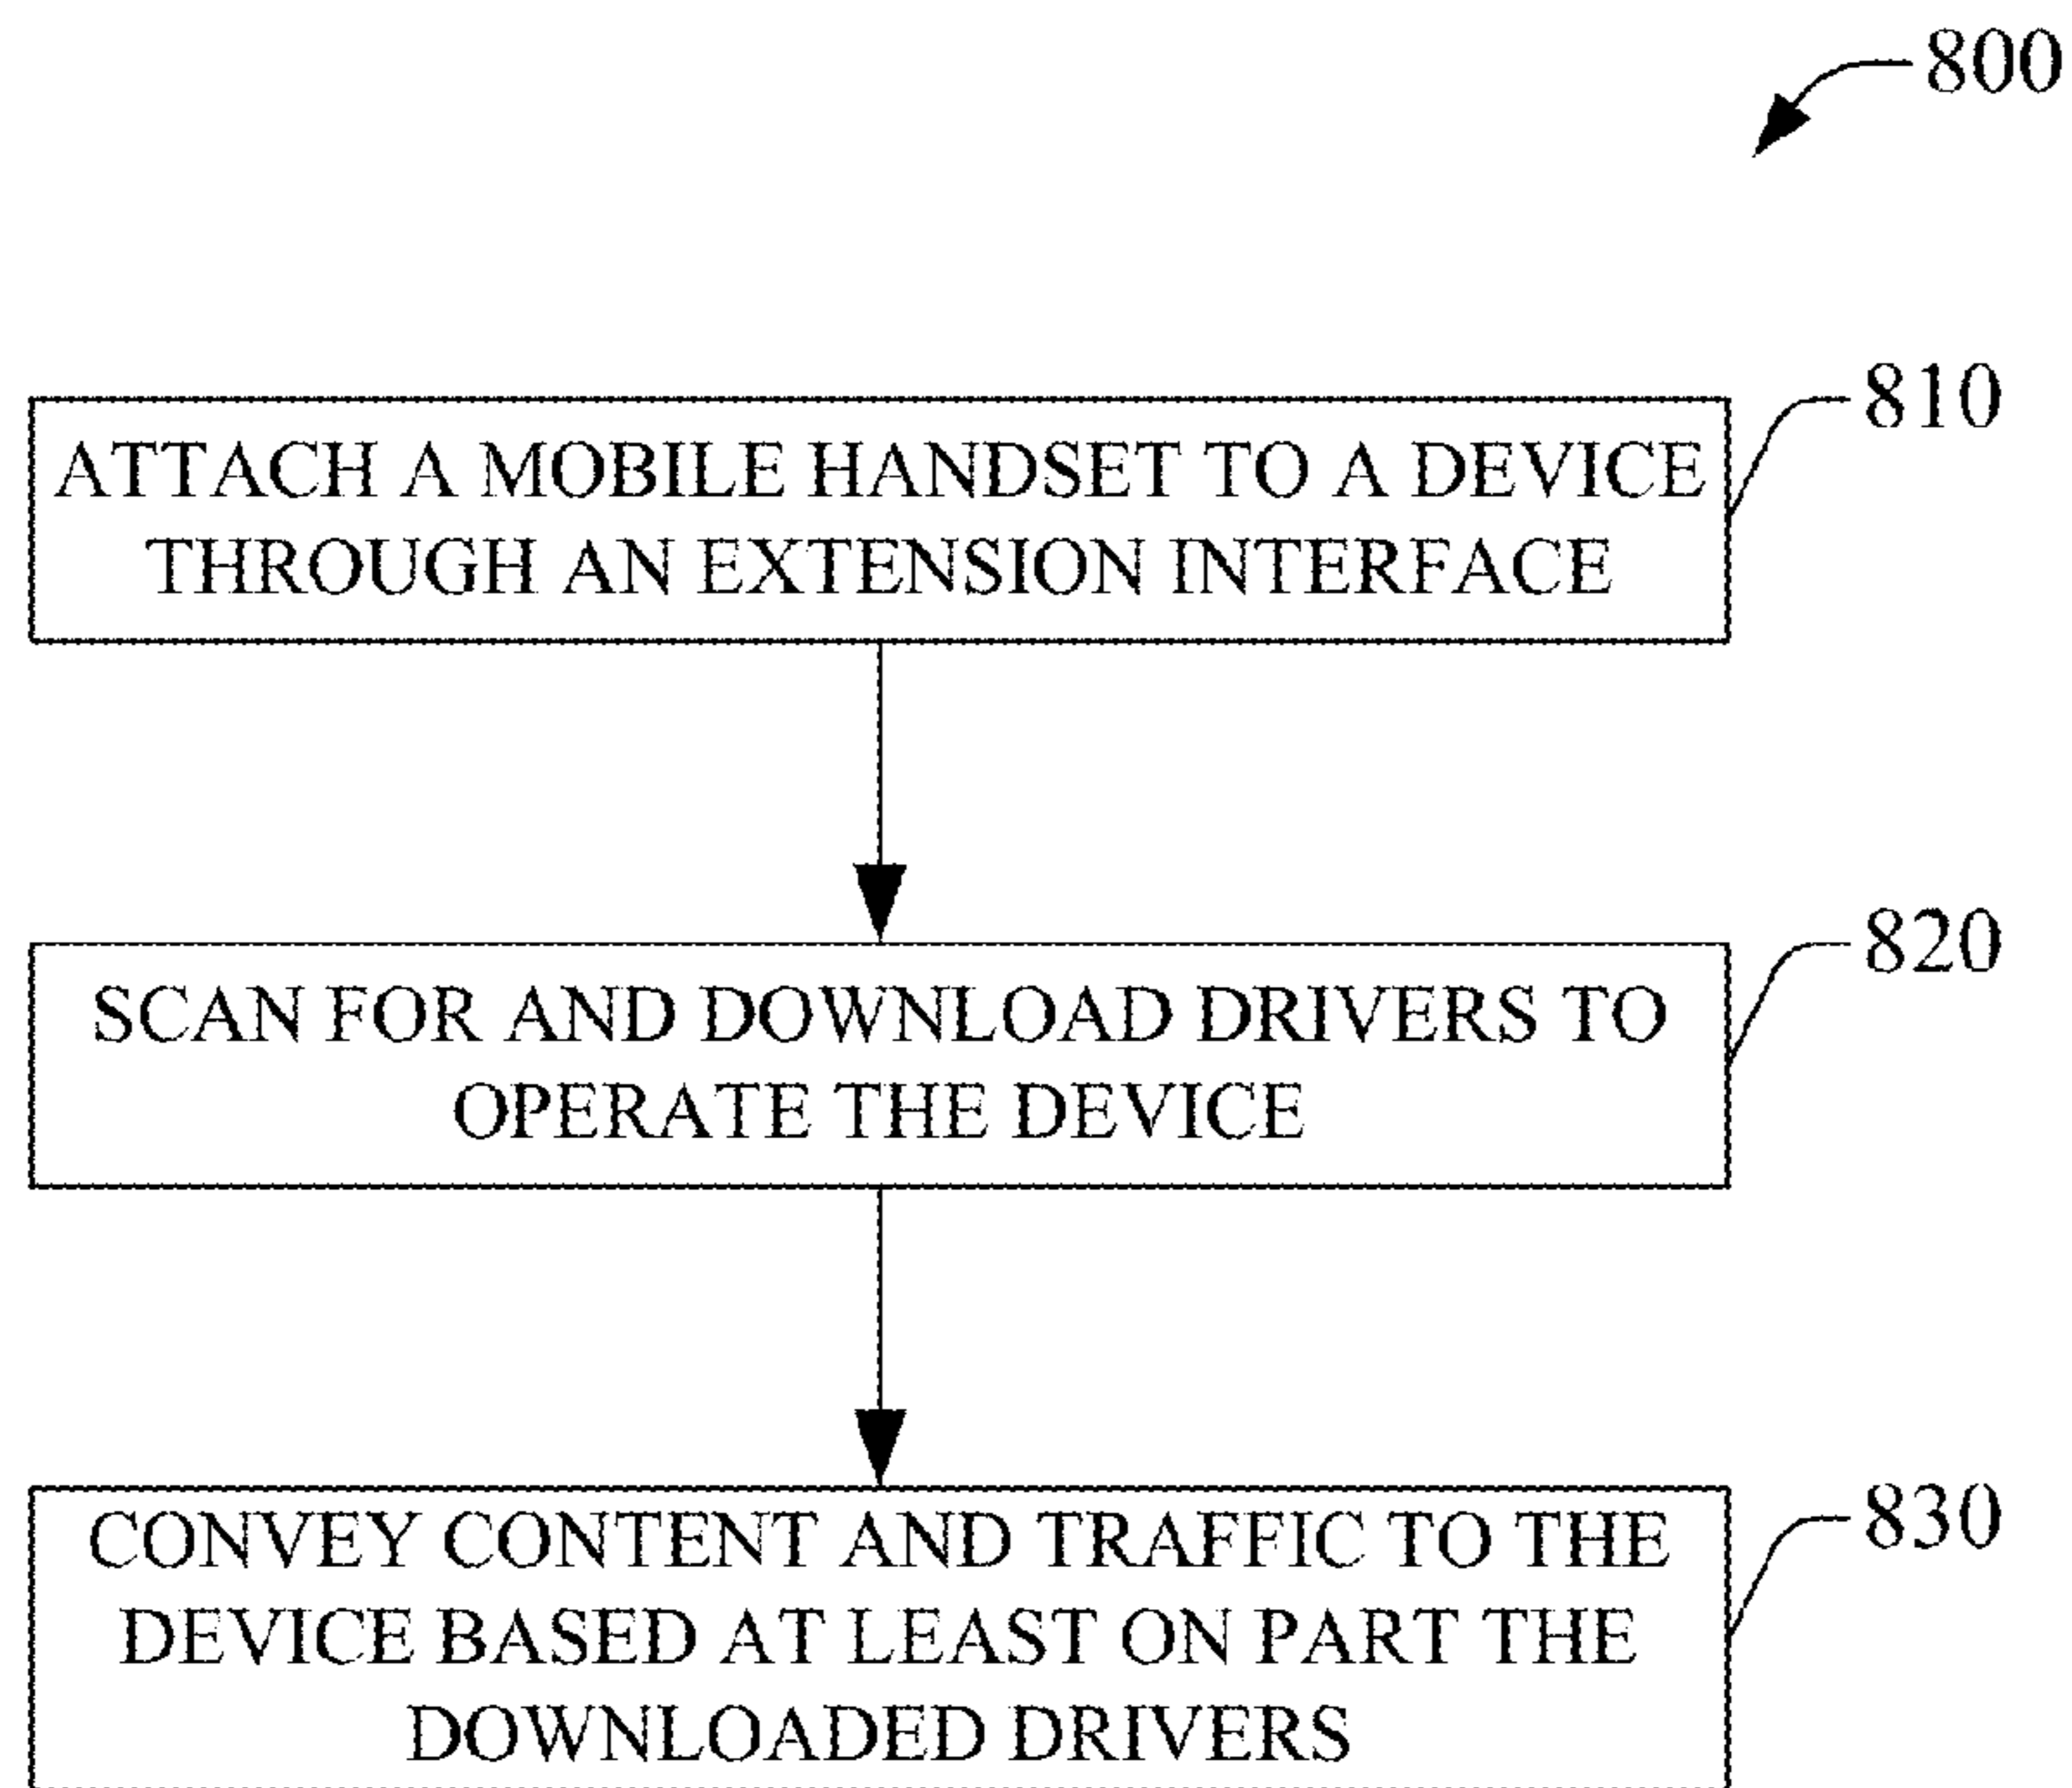 800
810
ATTACH A MOBILE HANDSET TO A DEVICE
THROUGH AN EXTENSION INTERFACE
820
SCAN FOR AND DOWNLOAD DRIVERS TO
OPERATE THE DEVICE
830
CONVEY CONTENT AND TRAFFIC TO THE
DEVICE BASED AT LEAST ON PART THE
DOWNLOADED DRIVERS